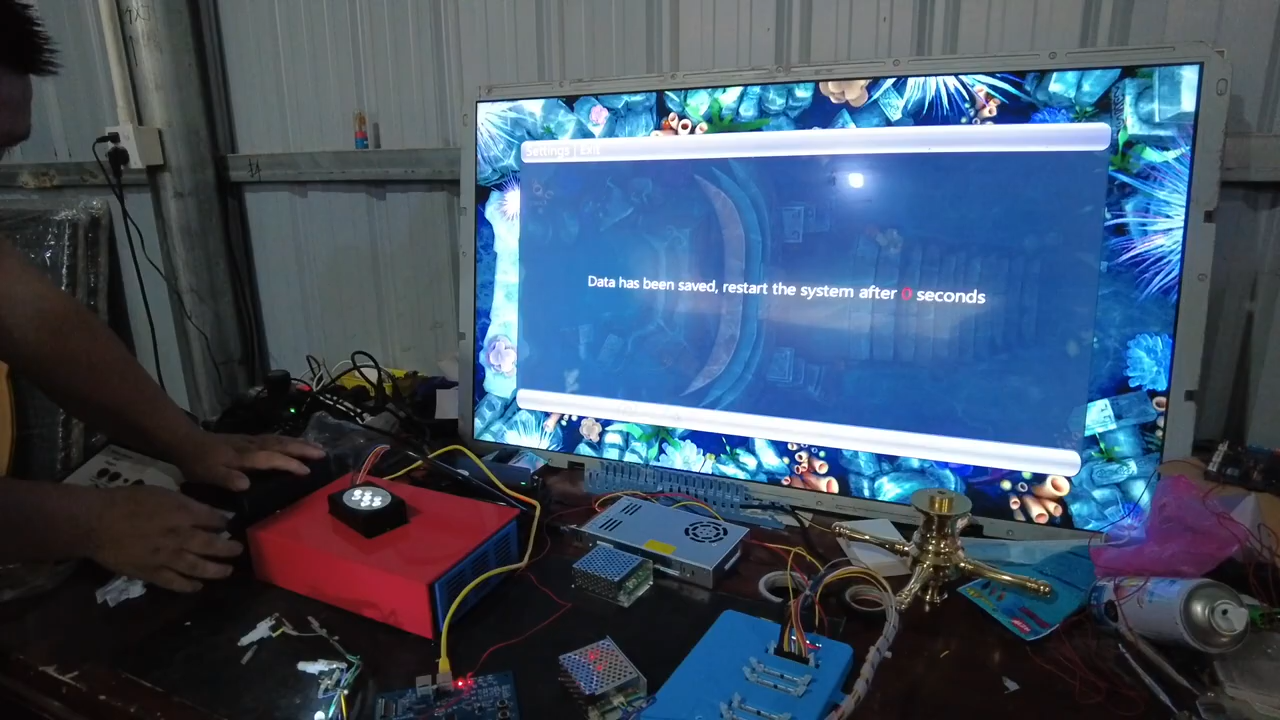 Settings | Exit
Data has been saved, restart the system after 0 seconds